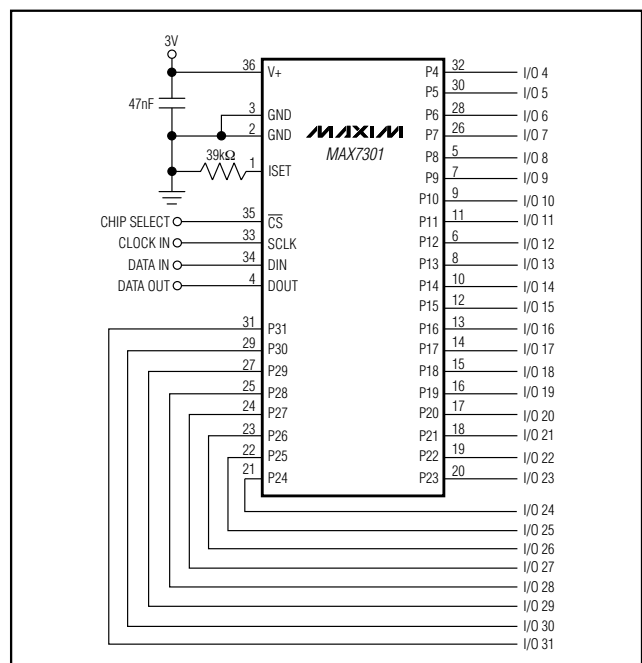 3V
47nF
39kΩ
CHIP SELECT
CLOCK IN
DATA IN
DATA OUT
36 V+
3 GND
2 GND
1 ISET
35 CS
33 SCLK
34 DIN
4 DOUT
31 P31
29 P30
27 P29
25 P28
24 P27
23 P26
22 P25
21 P24
MAXIM
MAX7301
P4 32 I/O 4
P5 30 I/O 5
P6 28 I/O 6
P7 26 I/O 7
P8 5 I/O 8
P9 7 I/O 9
P10 9 I/O 10
P11 11 I/O 11
P12 6 I/O 12
P13 8 I/O 13
P14 10 I/O 14
P15 12 I/O 15
P16 13 I/O 16
P17 14 I/O 17
P18 15 I/O 18
P19 16 I/O 19
P20 17 I/O 20
P21 18 I/O 21
P22 19 I/O 22
P23 20 I/O 23
I/O 24
I/O 25
I/O 26
I/O 27
I/O 28
I/O 29
I/O 30
I/O 31